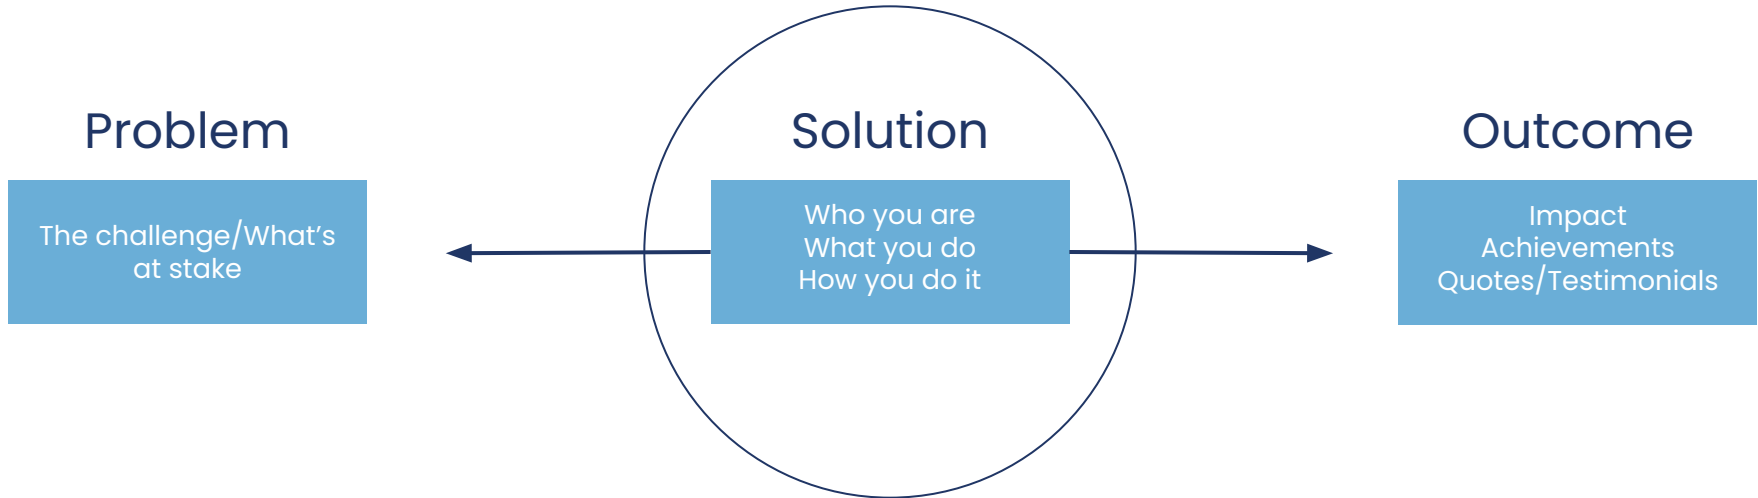 Problem
The challenge/What's
at stake
Solution
Who you are
What you do
How you do it
Outcome
Impact
Achievements
Quotes/Testimonials